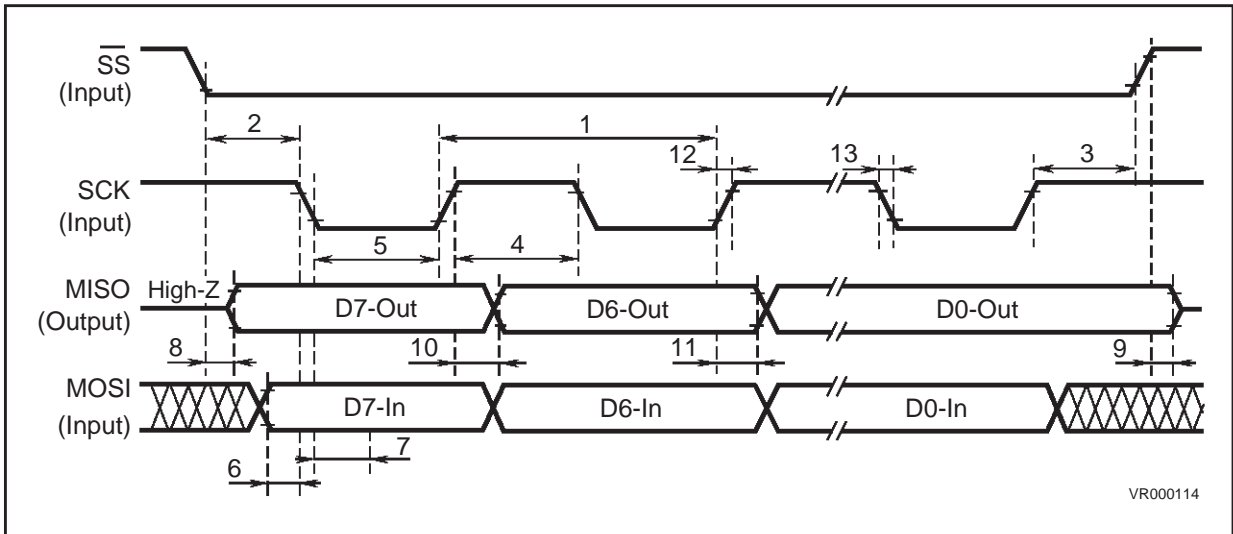 SS
(Input)
2
1
12
13
3
SCK
(Input)
5
4
MISO
(Output)
High-Z
D7-Out
D6-Out
D0-Out
8
10
11
9
MOSI
(Input)
D7-In
D6-In
D0-In
7
6
VR000114